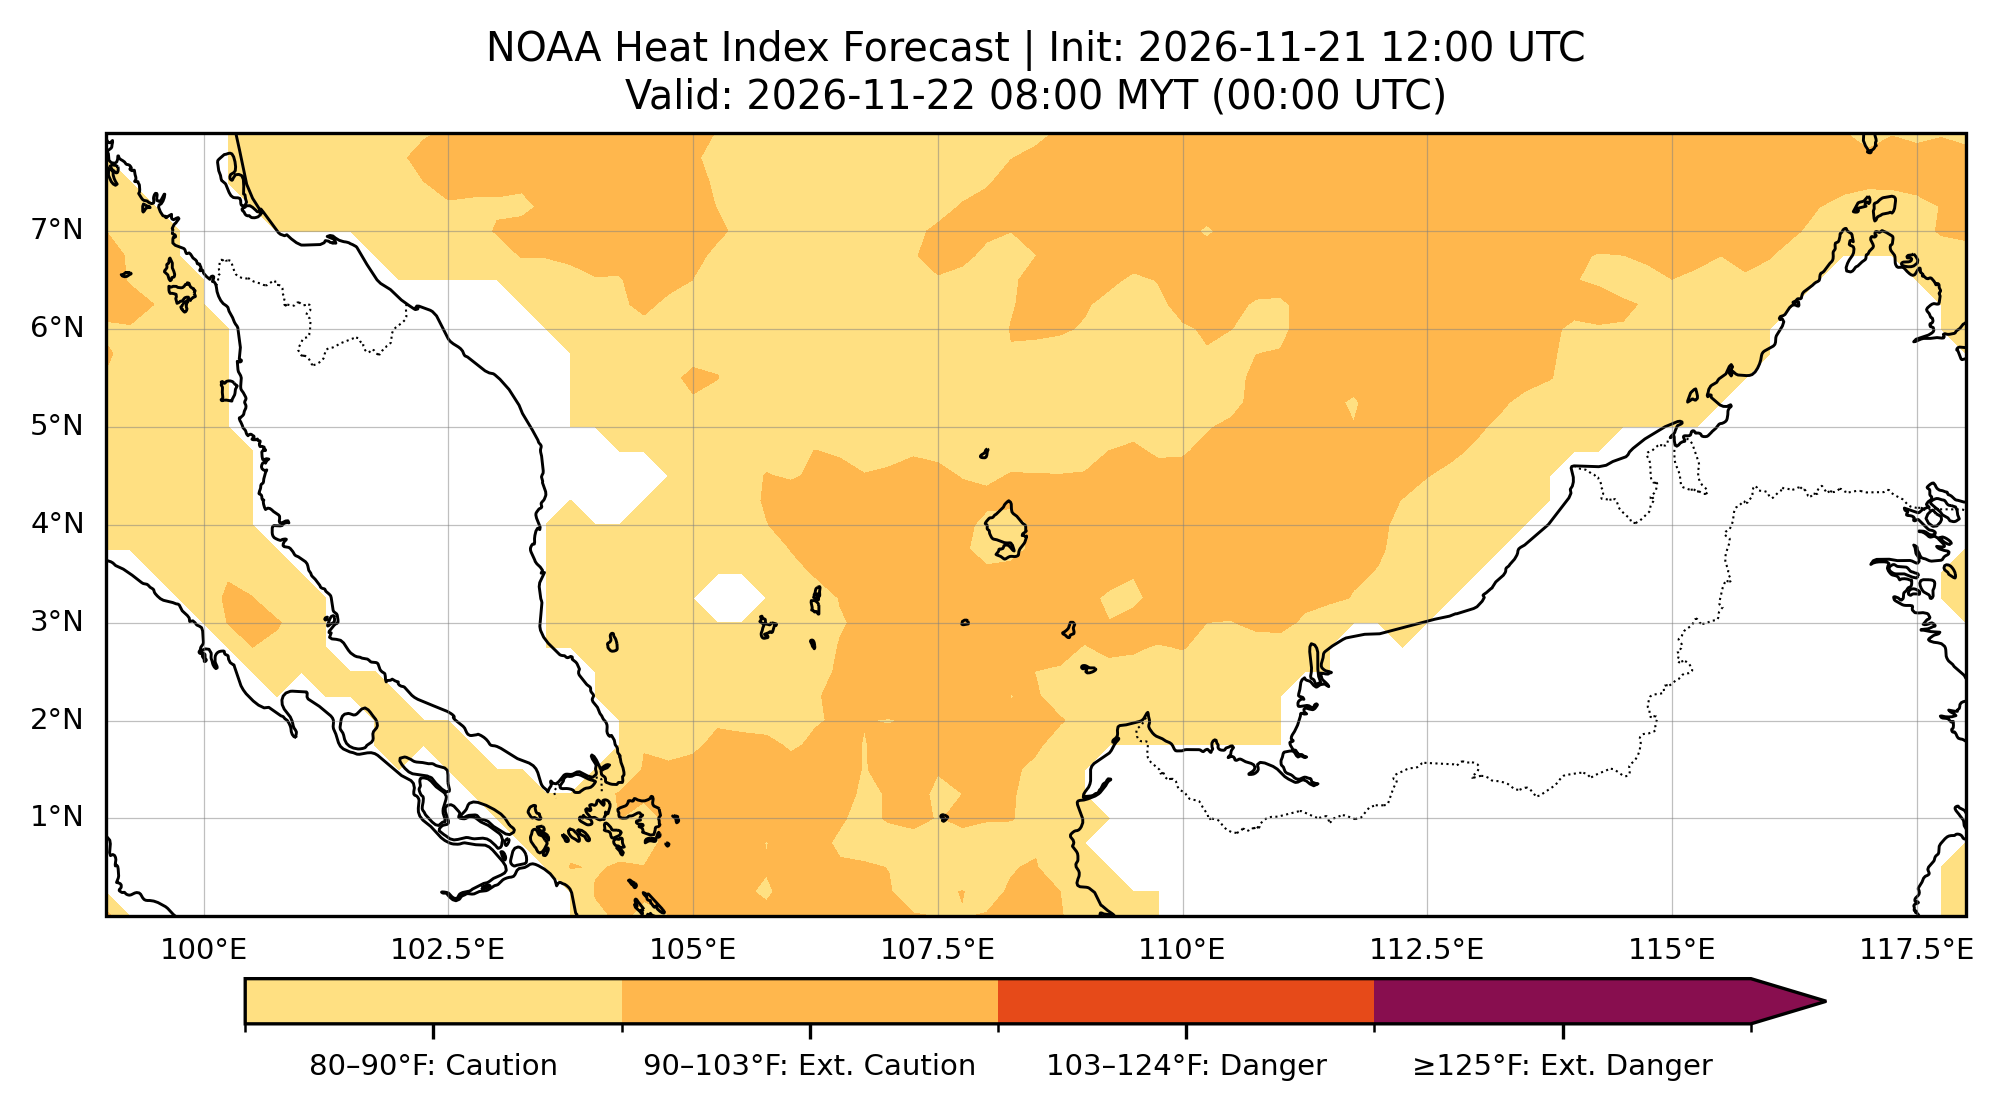 NOAA Heat Index Forecast | Init: 2026-11-21 12:00 UTC
Valid: 2026-11-22 08:00 MYT (00:00 UTC)
7°N
6°N
5°N
4°N
3°N
2°N
1°N
100°E 102.5°E 105°E 107.5°E 110°E 112.5°E 115°E 117.5°E
80–90°F: Caution 90–103°F: Ext. Caution 103–124°F: Danger ≥125°F: Ext. Danger